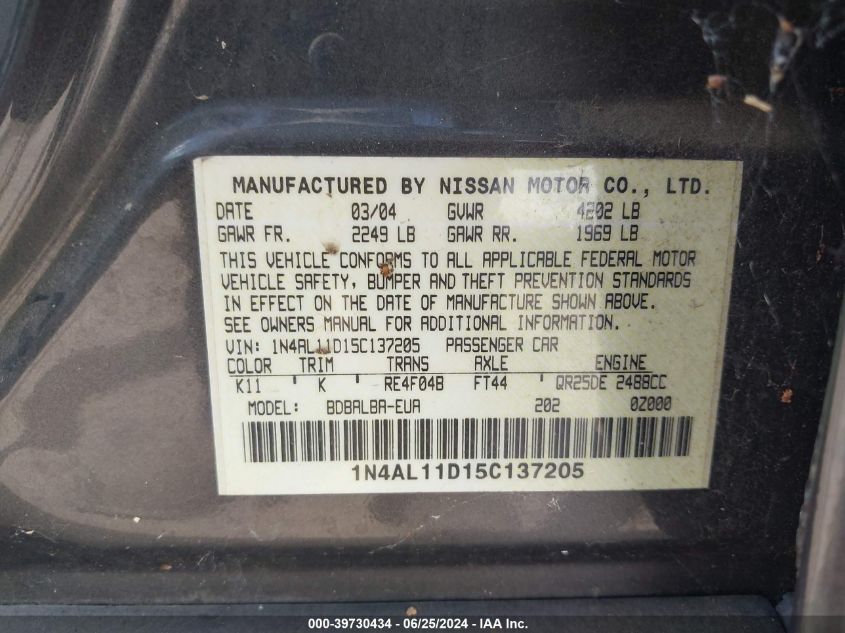 MANUFACTURED BY NISSAN MOTOR CO., LTD.
DATE 03/04 GVWR 4202 LB
GAWR FR. 2249 LB GAWR RR. 1969 LB
THIS VEHICLE CONFORMS TO ALL APPLICABLE FEDERAL MOTOR
VEHICLE SAFETY, BUMPER AND THEFT PREVENTION STANDARDS
IN EFFECT ON THE DATE OF MANUFACTURE SHOWN ABOVE.
SEE OWNERS MANUAL FOR ADDITIONAL INFORMATION.
VIN: 1N4AL11D15C137205 PASSENGER CAR
COLOR TRIM TRANS AXLE ENGINE
K11 ' K RE4F04B FT44 ' QR25DE 2488CC
MODEL: BDBALBA-EUA 202 0Z000
1N4AL11D15C137205
000-39730434 - 06/25/2024 - IAA Inc.